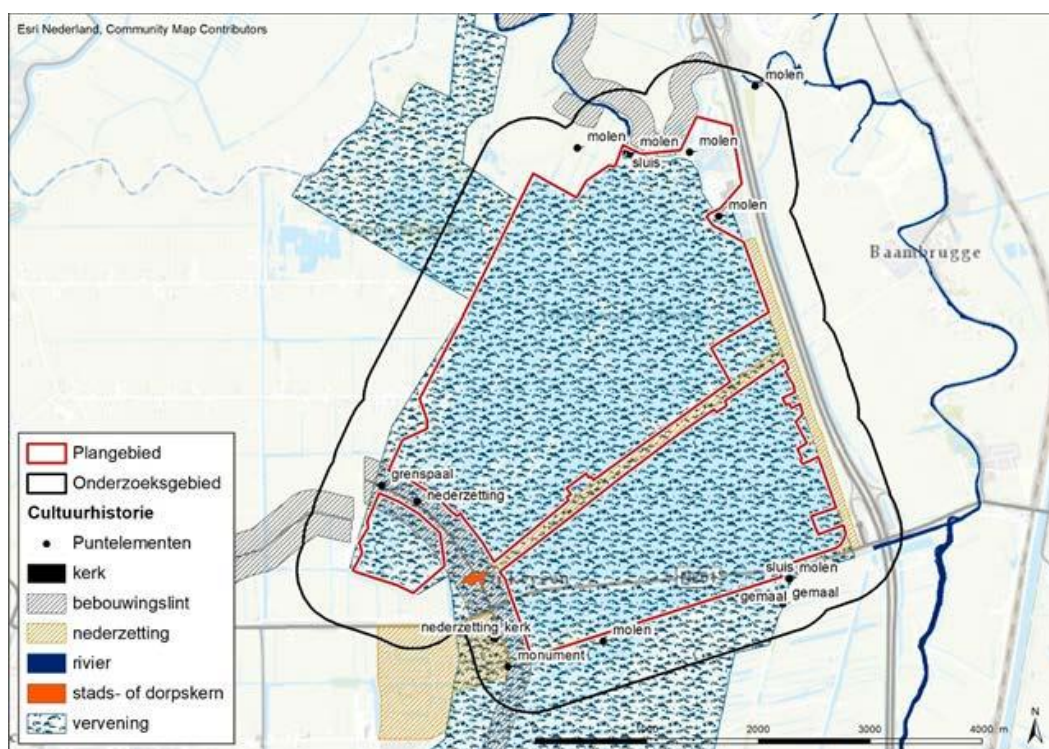 Esri Nederland, Community Map Contributors
molen
molen
molen
molen
sluis
molen
Baambrugge
grenspaal
nederzetting
sluis molen
gemaal gemaal
nederzetting kerk
molen
monument
Plangebied
Onderzoeksgebied
Cultuurhistorie
Puntelementen
kerk
bebouwingslint
nederzetting
rivier
stads- of dorpskern
vervening
N
2000
3000
4000 m